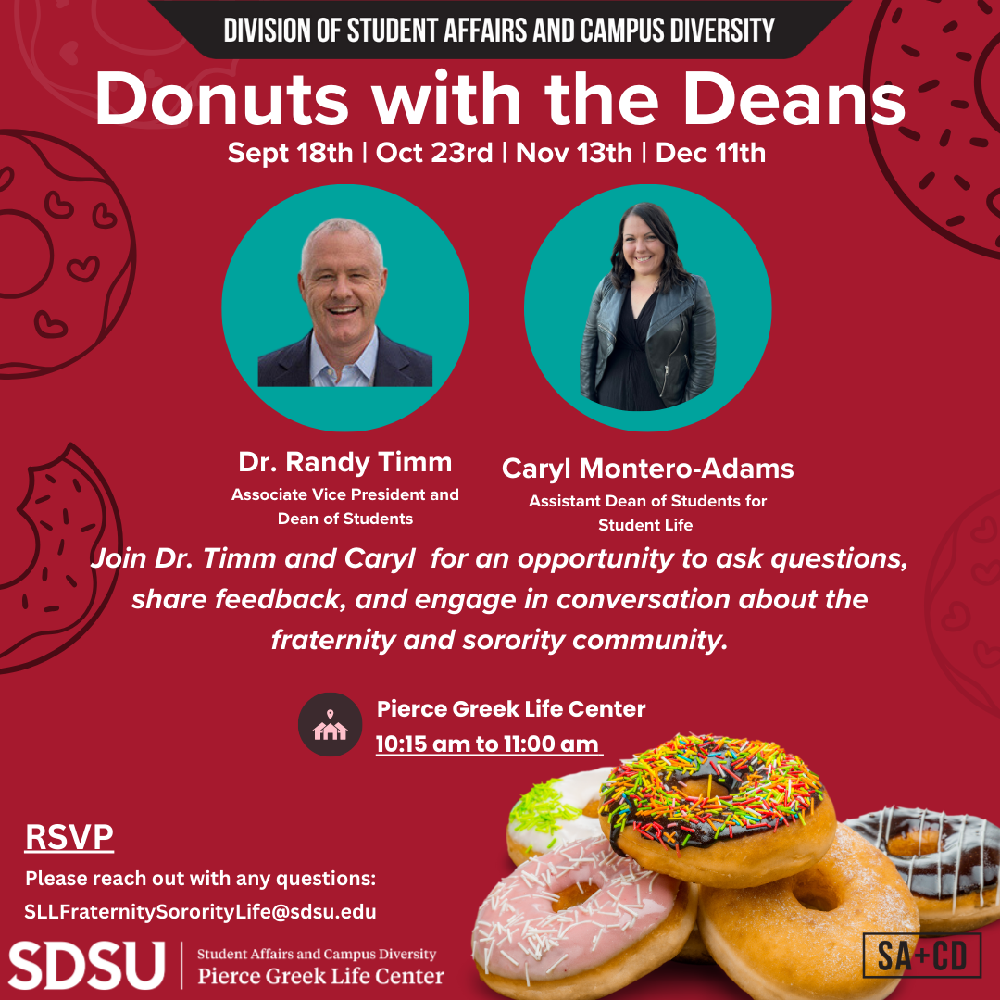 DIVISION OF STUDENT AFFAIRS AND CAMPUS DIVERSITY
Donuts with the Deans
Sept 18th | Oct 23rd | Nov 13th | Dec 11th
Dr. Randy Timm
Associate Vice President and
Dean of Students
Caryl Montero-Adams
Assistant Dean of Students for
Student Life
Join Dr. Timm and Caryl for an opportunity to ask questions,
share feedback, and engage in conversation about the
fraternity and sorority community.
Pierce Greek Life Center
10:15 am to 11:00 am
RSVP
Please reach out with any questions:
SLLFraternitySororityLife@sdsu.edu
SDSU
Student Affairs and Campus Diversity
Pierce Greek Life Center
SA+CD